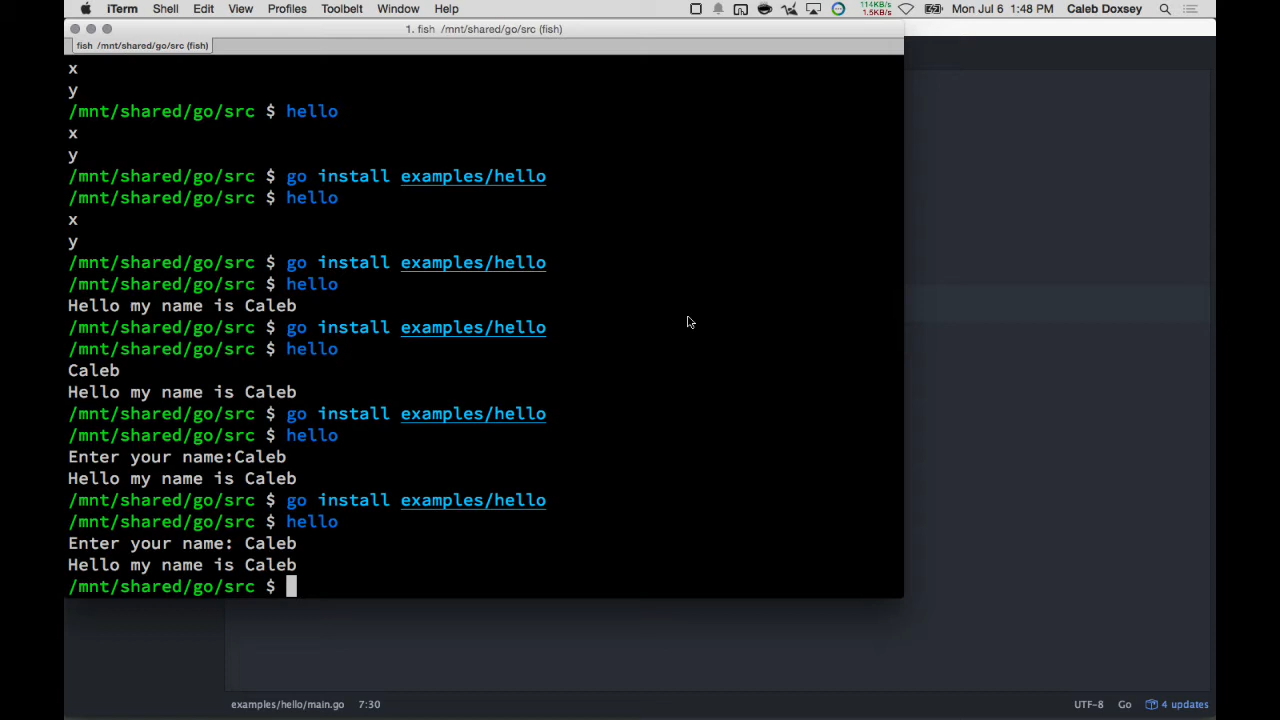 iTerm Shell Edit View Profiles Toolbelt Window Help 114KB/s 1.5KB/s Mon Jul 6 1:48 PM Caleb Doxsey
1. fish /mnt/shared/go/src (fish)
fish /mnt/shared/go/src (fish)
x
y
/mnt/shared/go/src $ hello
x
y
/mnt/shared/go/src $ go install examples/hello
/mnt/shared/go/src $ hello
x
y
/mnt/shared/go/src $ go install examples/hello
/mnt/shared/go/src $ hello
Hello my name is Caleb
/mnt/shared/go/src $ go install examples/hello
/mnt/shared/go/src $ hello
Caleb
Hello my name is Caleb
/mnt/shared/go/src $ go install examples/hello
/mnt/shared/go/src $ hello
Enter your name:Caleb
Hello my name is Caleb
/mnt/shared/go/src $ go install examples/hello
/mnt/shared/go/src $ hello
Enter your name: Caleb
Hello my name is Caleb
/mnt/shared/go/src $
examples/hello/main.go 7:30 UTF-8 Go 4 updates